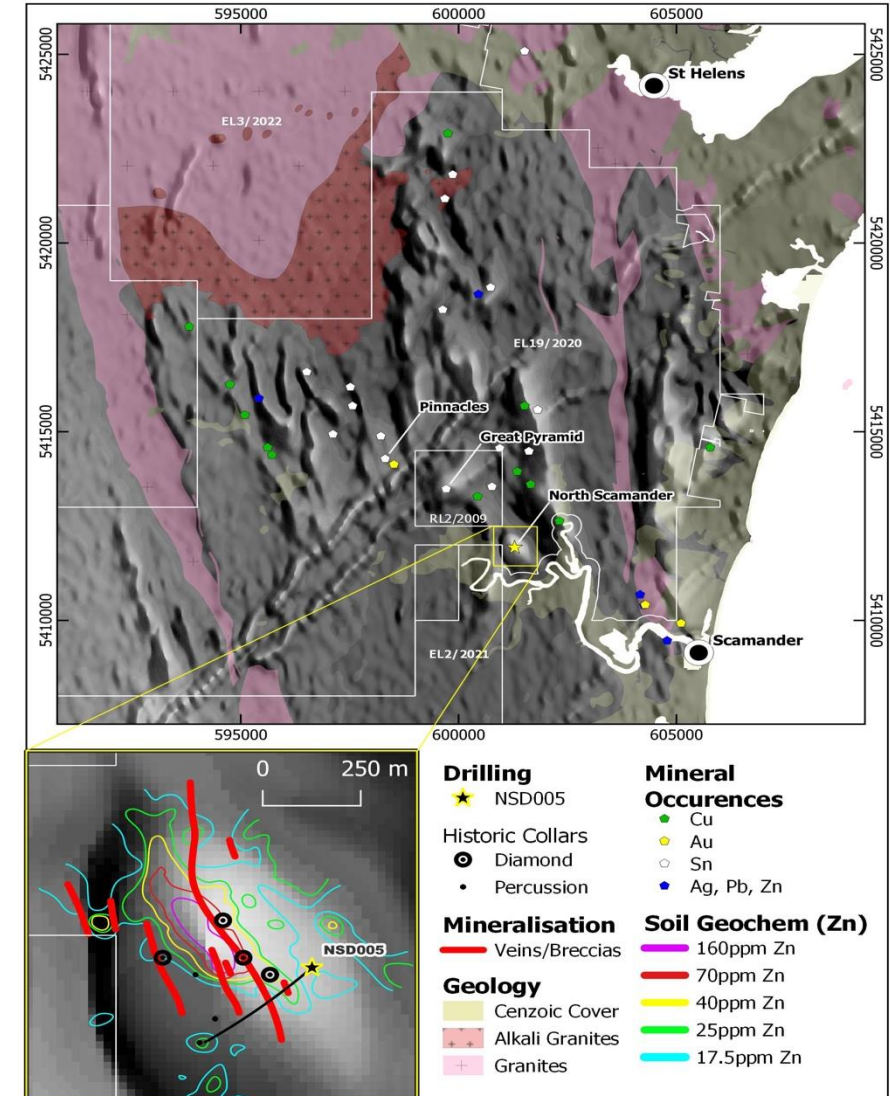 595000
600000
605000
5425000
5425000
St Helens
EL3/2022
5420000
5420000
EL19/2020
Pinnacles
5415000
5415000
Great Pyramid
North Scamander
RL2/2009
5410000
5410000
Scamander
EL2/2021
595000
600000
605000
0 250 m
NSD005
Drilling
NSD005
Historic Collars
Diamond
Percussion
Mineralisation
Veins/Breccias
Geology
Cenzoic Cover
Alkali Granites
Granites
Mineral
Occurences
Cu
Au
Sn
Ag, Pb, Zn
Soil Geochem (Zn)
160ppm Zn
70ppm Zn
40ppm Zn
25ppm Zn
17.5ppm Zn